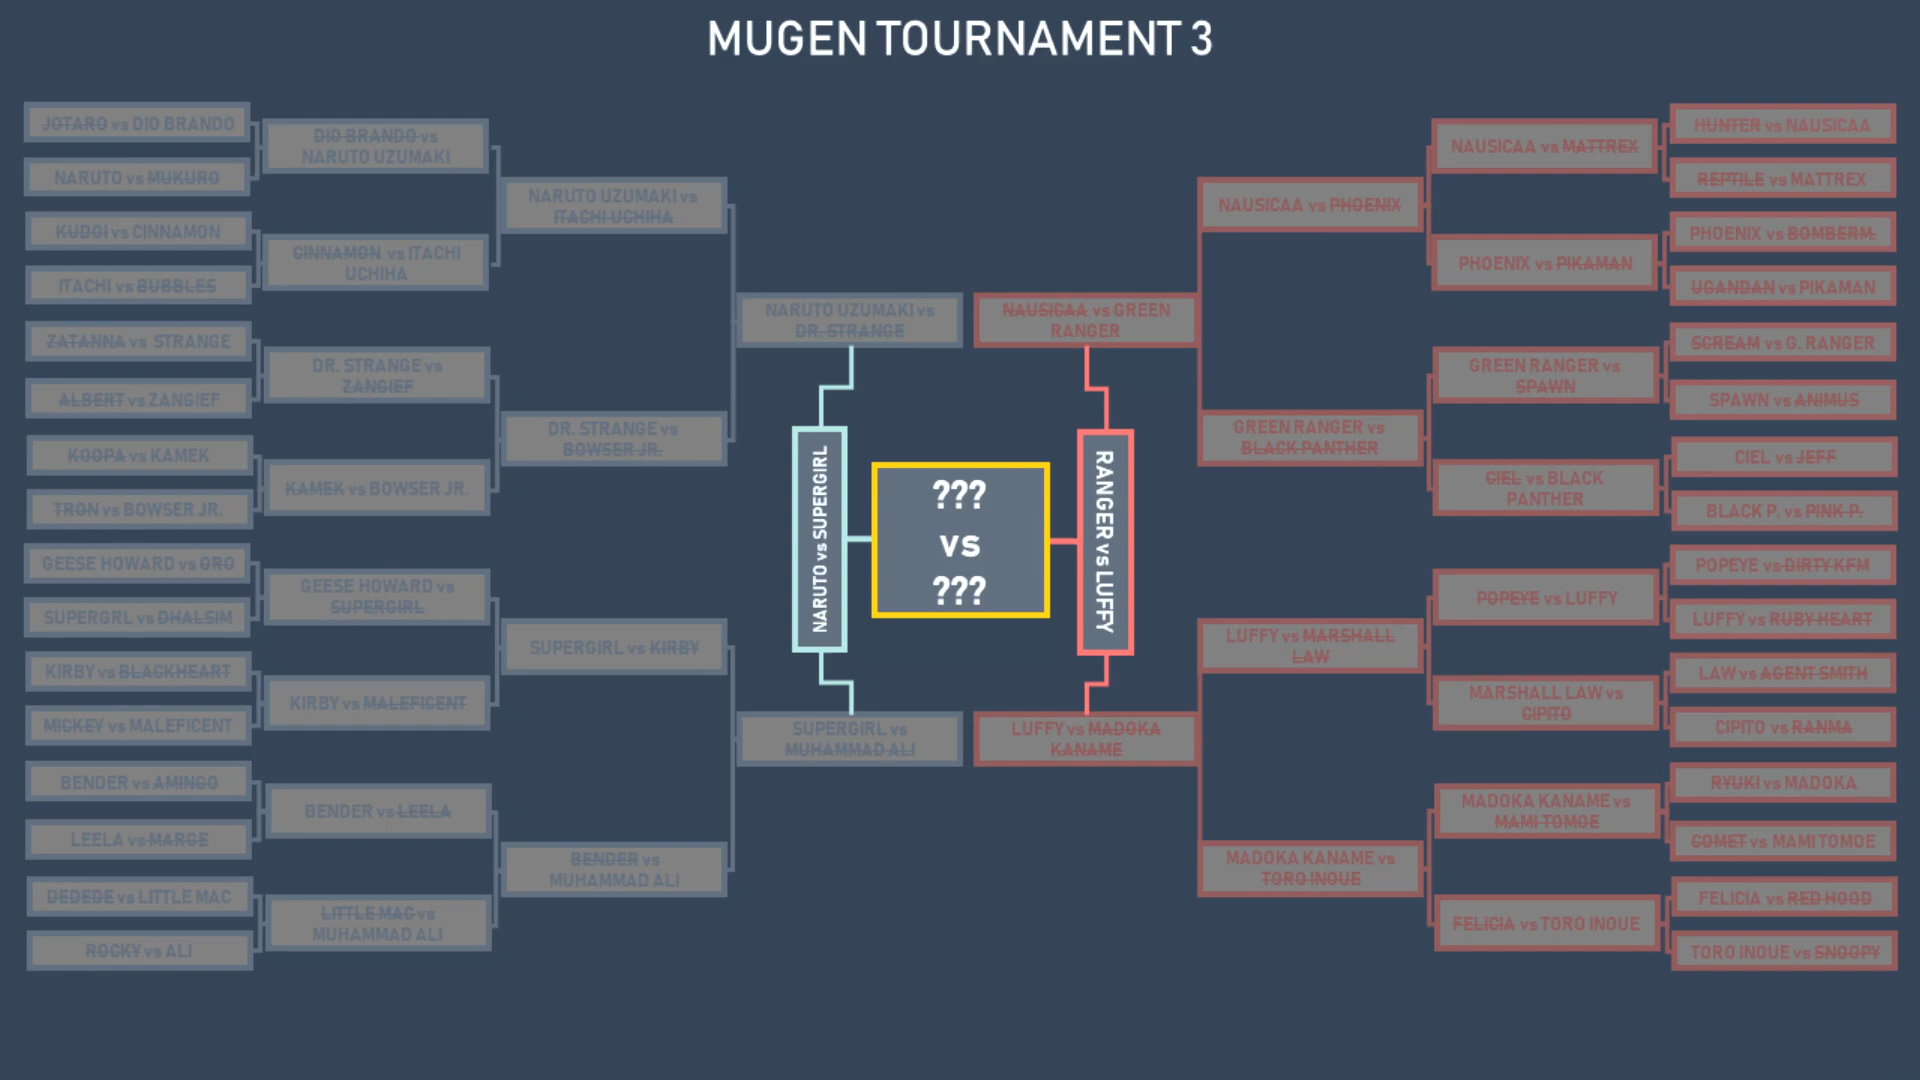 MUGEN TOURNAMENT 3
JOTARO vs DIO BRANDO
NARUTO vs MUKURO
KUDOI vs CINNAMON
ITACHI vs BUBBLES
ZATANNA vs STRANGE
ALBERT vs ZANGIEF
KOOPA vs KAMEK
TRON vs BOWSER JR.
GEESE HOWARD vs ORO
SUPERGRL vs DHALSIM
KIRBY vs BLACKHEART
MICKEY vs MALEFICENT
BENDER vs AMINGO
LEELA vs MARGE
DEDEDE vs LITTLE MAC
ROCKY vs ALI
DIO BRANDO vs
NARUTO UZUMAKI
CINNAMON vs ITACHI
UCHIHA
DR. STRANGE vs
ZANGIEF
KAMEK vs BOWSER JR.
GEESE HOWARD vs
SUPERGIRL
KIRBY vs MALEFICENT
BENDER vs LEELA
LITTLE MAC vs
MUHAMMAD ALI
NARUTO UZUMAKI vs
ITACHI UCHIHA
DR. STRANGE vs
BOWSER JR.
SUPERGIRL vs KIRBY
BENDER vs
MUHAMMAD ALI
NARUTO UZUMAKI vs
DR. STRANGE
SUPERGIRL vs
MUHAMMAD ALI
NARUTO vs SUPERGIRL
???
vs
???
RANGER vs LUFFY
NAUSICAA vs GREEN
RANGER
LUFFY vs MADOKA
KANAME
NAUSICAA vs PHOENIX
GREEN RANGER vs
BLACK PANTHER
LUFFY vs MARSHALL
LAW
MADOKA KANAME vs
TORO INOUE
NAUSICAA vs MATTREX
PHOENIX vs PIKAMAN
GREEN RANGER vs
SPAWN
CIEL vs BLACK
PANTHER
POPEYE vs LUFFY
MARSHALL LAW vs
CIPITO
MADOKA KANAME vs
MAMI TOMOE
FELICIA vs TORO INOUE
HUNTER vs NAUSICAA
REPTILE vs MATTREX
PHOENIX vs BOMBERM.
UGANDAN vs PIKAMAN
SCREAM vs G. RANGER
SPAWN vs ANIMUS
CIEL vs JEFF
BLACK P. vs PINK P.
POPEYE vs DIRTY KFM
LUFFY vs RUBY HEART
LAW vs AGENT SMITH
CIPITO vs RANMA
RYUKI vs MADOKA
COMET vs MAMI TOMOE
FELICIA vs RED HOOD
TORO INOUE vs SNOOPY